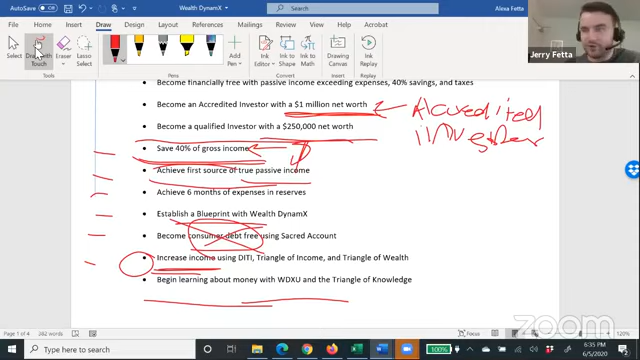 AutoSave Off
Wealth DynamX
Alexa Fetta
File Home Insert Draw Design Layout References Mailings Review View Help Acrobat
Select
Draw with Touch
Eraser
Lasso Select
Add Pen
Ink to Shape
Ink to Math
Ink Replay
Tools
Pens
Convert
Replay
Jerry Fetta
Become financially free with passive income exceeding expenses, 40% savings, and taxes
Become an Accredited Investor with a $1 million net worth
Accredited
Become a qualified Investor with a $250,000 net worth
Investor
Save 40% of gross income
Achieve first source of true passive income
Achieve 6 months of expenses in reserves
Establish a Blueprint with Wealth DynamX
Become consumer debt free using Sacred Account
Increase income using DITI, Triangle of Income, and Triangle of Wealth
Begin learning about money with WDXU and the Triangle of Knowledge
zoom
Page 1 of 4 282 words
Focus
Type here to search
100%
6:35 PM
6/5/2020